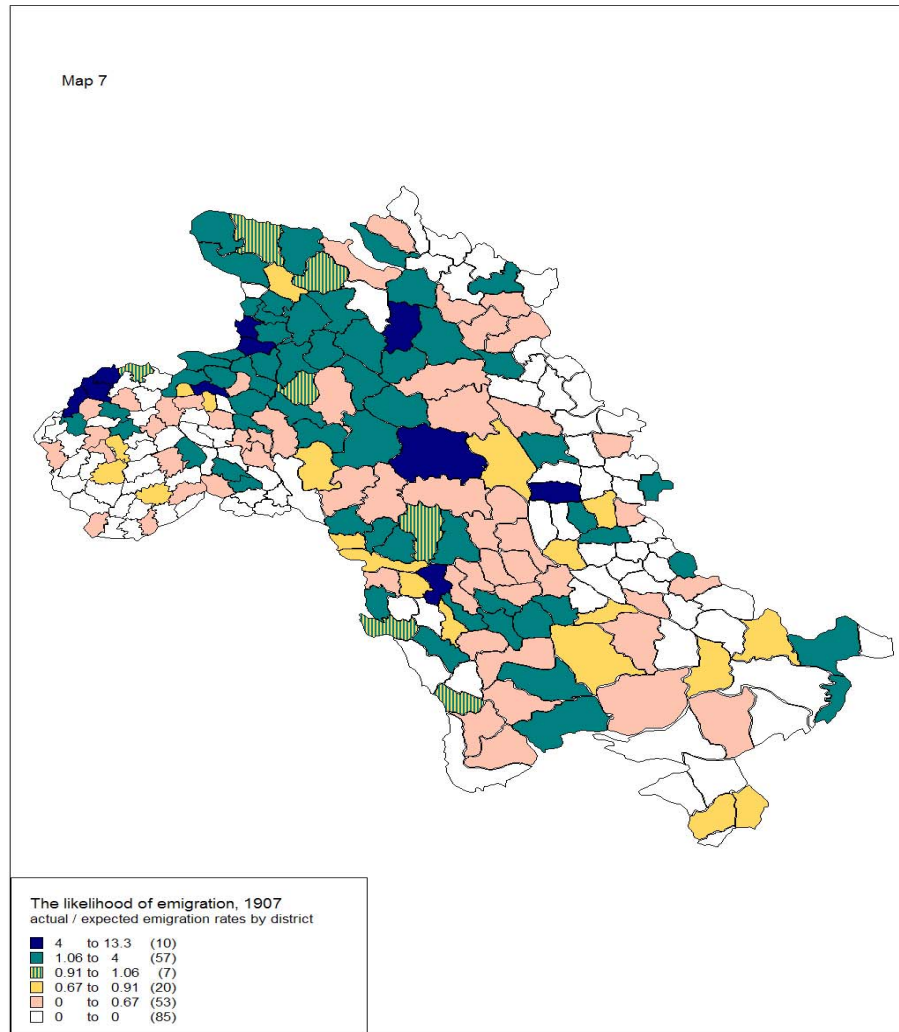 Map 7
The likelihood of emigration, 1907
actual / expected emigration rates by district
4 to 13.3 (10)
1.06 to 4 (57)
0.91 to 1.06 (7)
0.67 to 0.91 (20)
0 to 0.67 (53)
0 to 0 (85)